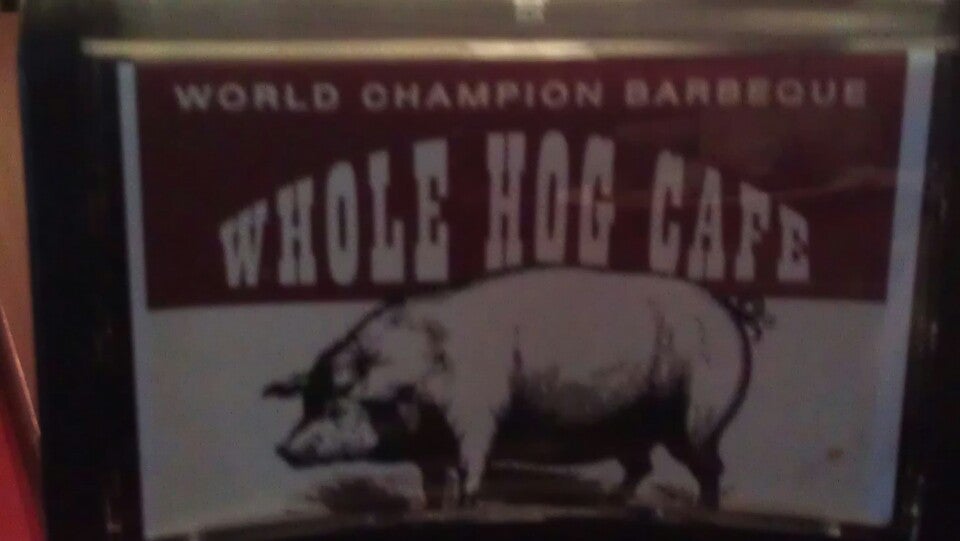 WORLD CHAMPION BARBEQUE
WHOLE HOG CAFE